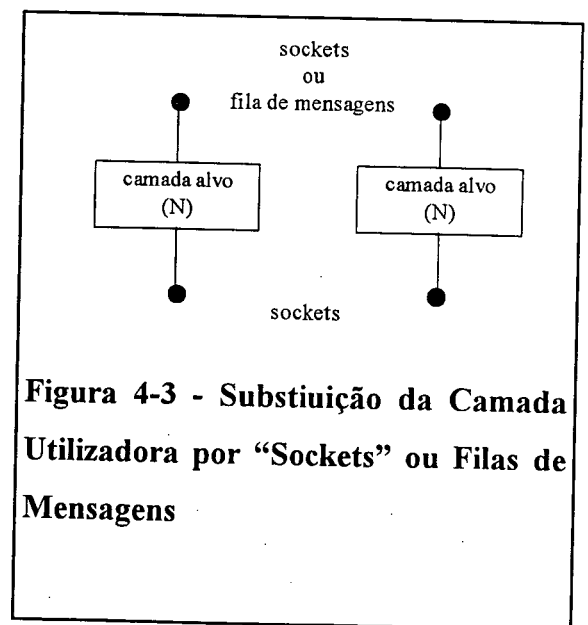 sockets
ou
fila de mensagens
camada alvo
(N)
camada alvo
(N)
sockets
Figura 4-3 - Substiuição da Camada
Utilizadora por “Sockets” ou Filas de
Mensagens